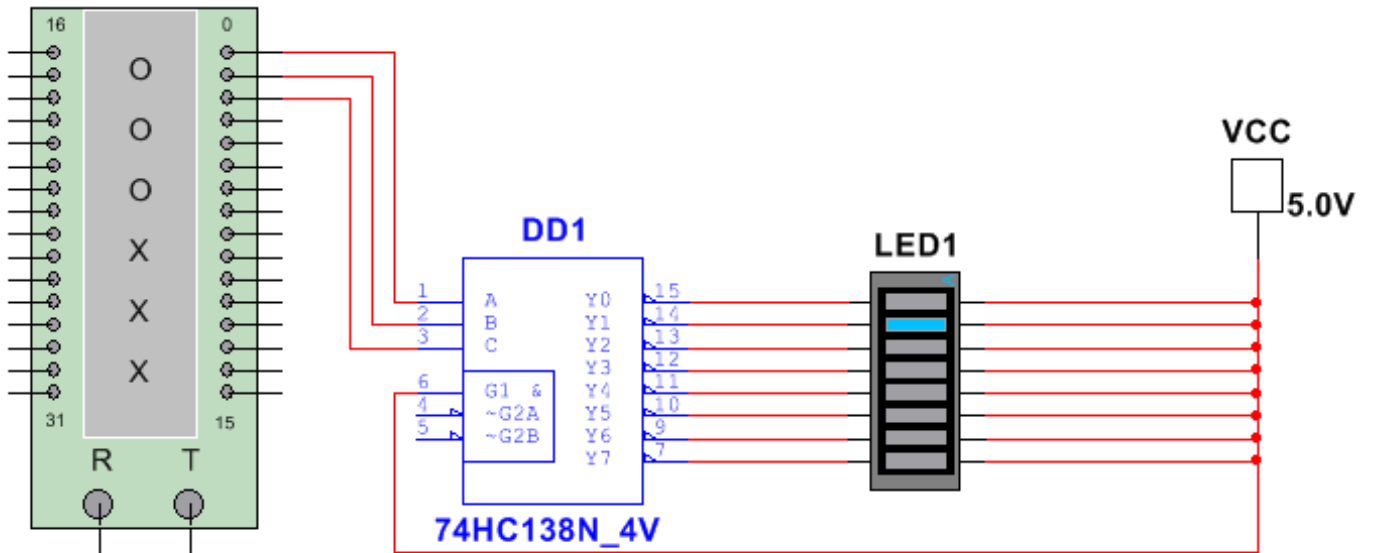 16 0
O
O
O
X
X
X
31 15
R T
VCC
5.0V
DD1
LED1
A
1 A Y0 15
2 B Y1 14
3 C Y2 13
Y3 12
6 G1 & Y4 11
4 ~G2A Y5 10
5 ~G2B Y6 9
Y7 7
74HC138N_4V